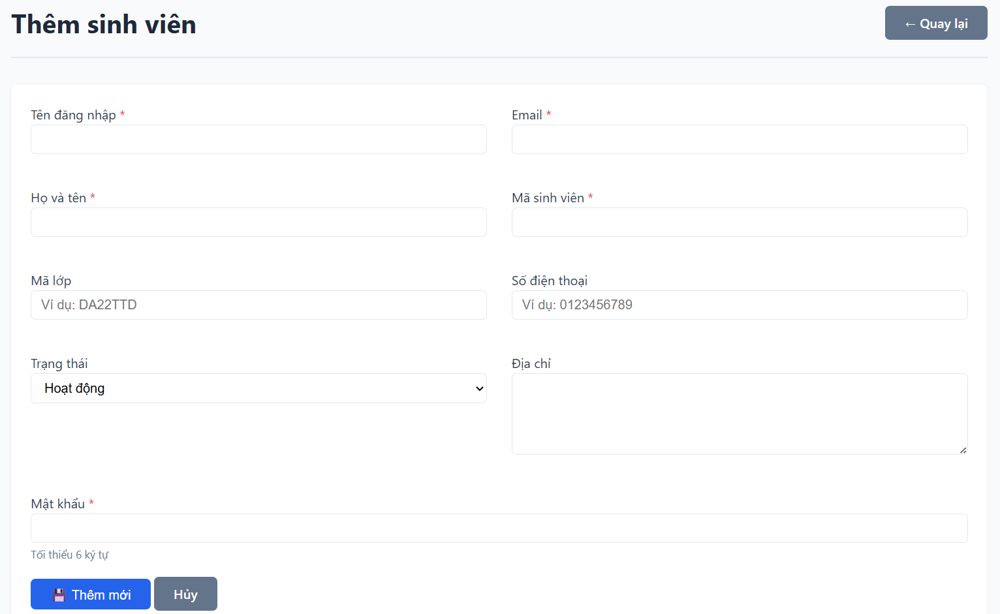 Thêm sinh viên
← Quay lại
Tên đăng nhập *
Email *
Họ và tên *
Mã sinh viên *
Mã lớp
Số điện thoại
Ví dụ: DA22TTD
Ví dụ: 0123456789
Trạng thái
Địa chỉ
Hoạt động
Mật khẩu *
Tối thiểu 6 ký tự
💾 Thêm mới
Hủy